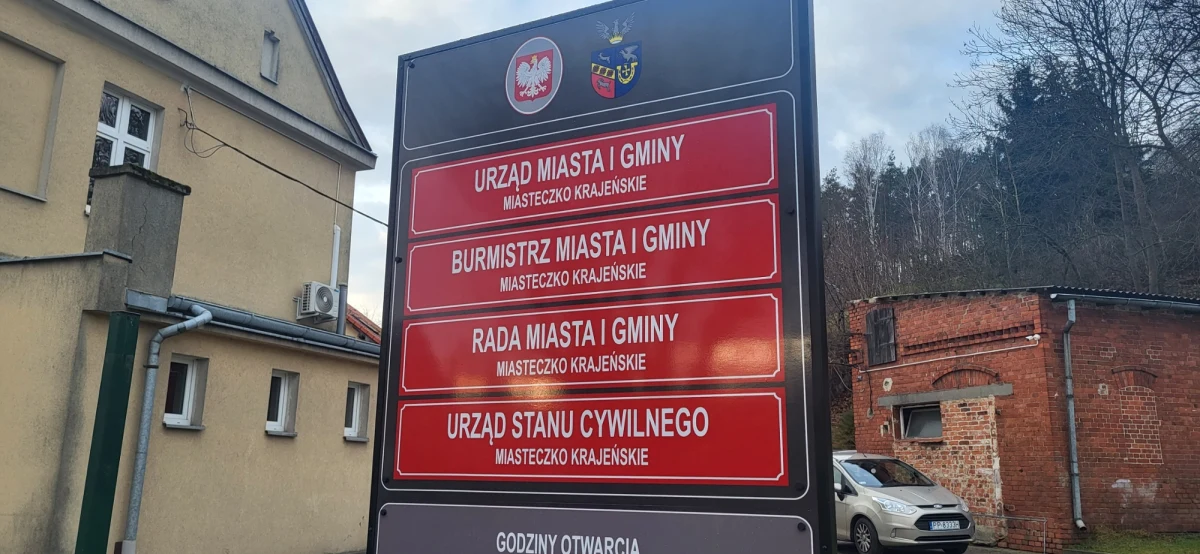 URZĄD MIASTA I GMINY
MIASTECZKO KRAJEŃSKIE
BURMISTRZ MIASTA I GMINY
MIASTECZKO KRAJEŃSKIE
RADA MIASTA I GMINY
MIASTECZKO KRAJEŃSKIE
URZĄD STANU CYWILNEGO
MIASTECZKO KRAJEŃSKIE
GODZINY OTWARCIA